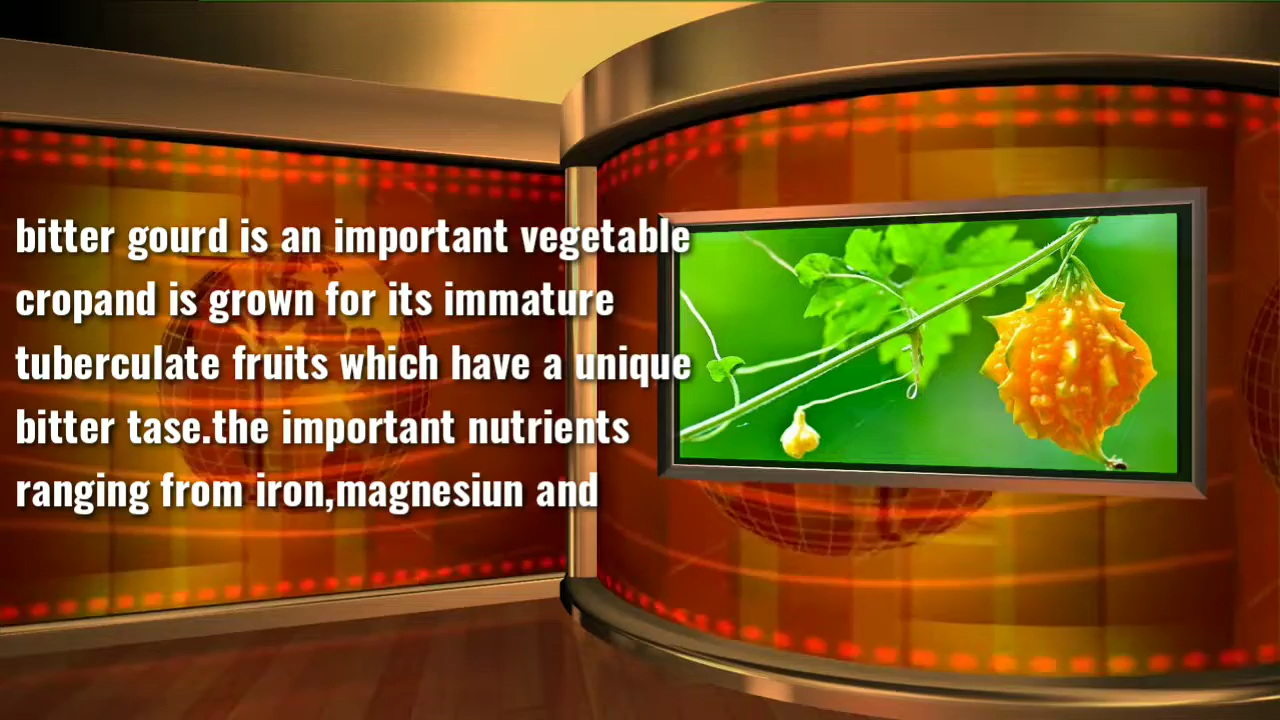 bitter gourd is an important vegetable
cropand is grown for its immature
tuberculate fruits which have a unique
bitter tase.the important nutrients
ranging from iron,magnesiun and